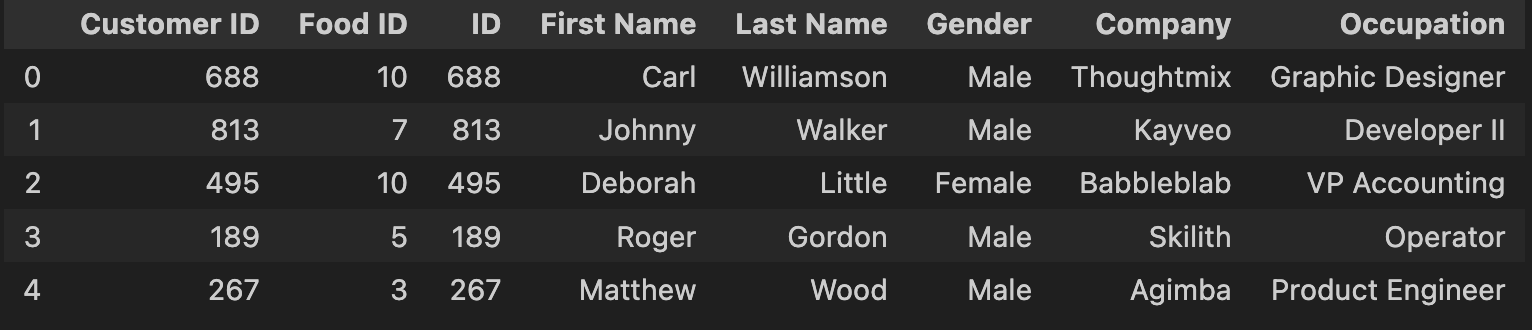 Customer ID Food ID ID First Name Last Name Gender Company Occupation
0 688 10 688 Carl Williamson Male Thoughtmix Graphic Designer
1 813 7 813 Johnny Walker Male Kayveo Developer II
2 495 10 495 Deborah Little Female Babbleblab VP Accounting
3 189 5 189 Roger Gordon Male Skilith Operator
4 267 3 267 Matthew Wood Male Agimba Product Engineer